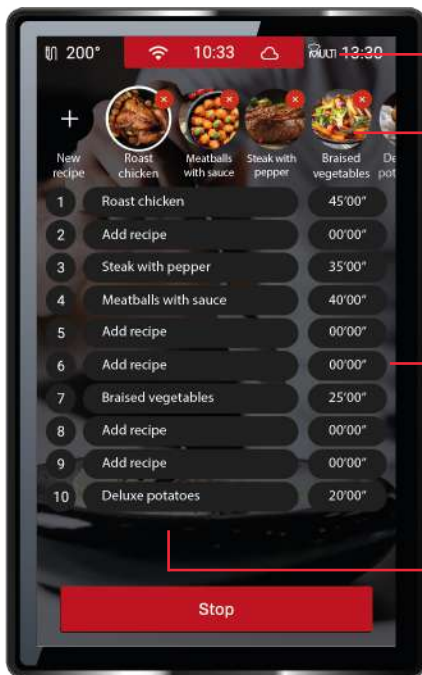 200° 10:33 MULTI 13:30
+
New recipe
Roast chicken
Meatballs with sauce
Steak with pepper
Braised vegetables
De
pot
1 Roast chicken 45'00"
2 Add recipe 00'00"
3 Steak with pepper 35'00"
4 Meatballs with sauce 40'00"
5 Add recipe 00'00"
6 Add recipe 00'00"
7 Braised vegetables 25'00"
8 Add recipe 00'00"
9 Add recipe 00'00"
10 Deluxe potatoes 20'00"
Stop